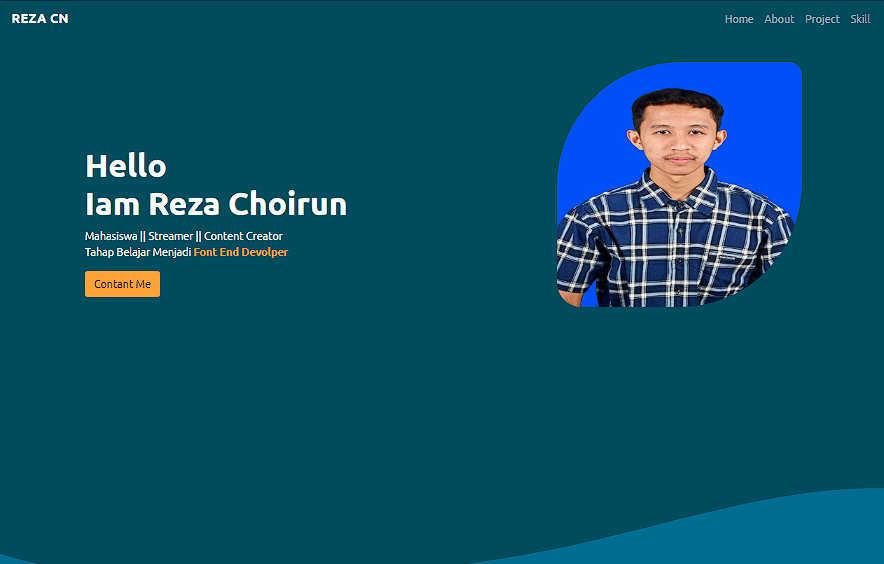 REZA CN
Home About Project Skill
Hello
Iam Reza Choirun
Mahasiswa || Streamer || Content Creator
Tahap Belajar Menjadi Font End Devolper
Contant Me